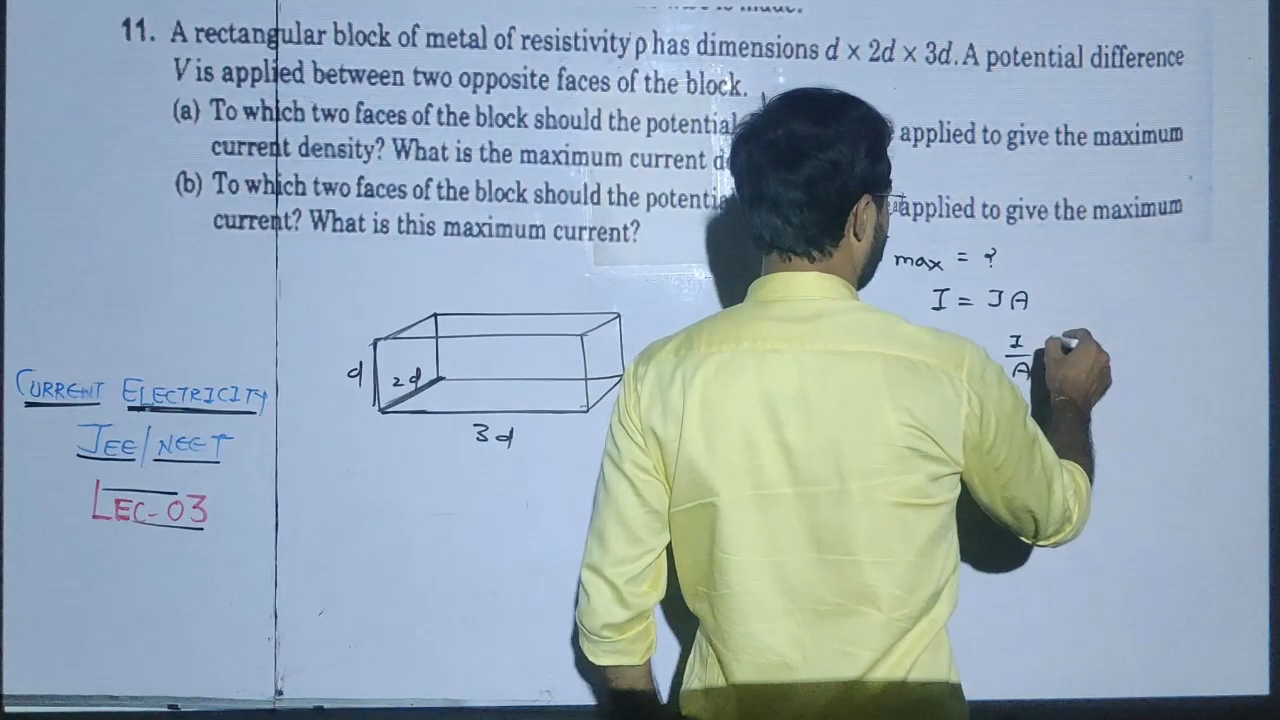 11. A rectangular block of metal of resistivity ρ has dimensions d × 2d × 3d. A potential difference
V is applied between two opposite faces of the block.
(a) To which two faces of the block should the potential applied to give the maximum
current density? What is the maximum current
(b) To which two faces of the block should the applied to give the maximum
current? What is this maximum current?
max = ?
I = JA
I
A
d
2d
3d
CURRENT ELECTRICITY
JEE/NEET
LEC-03